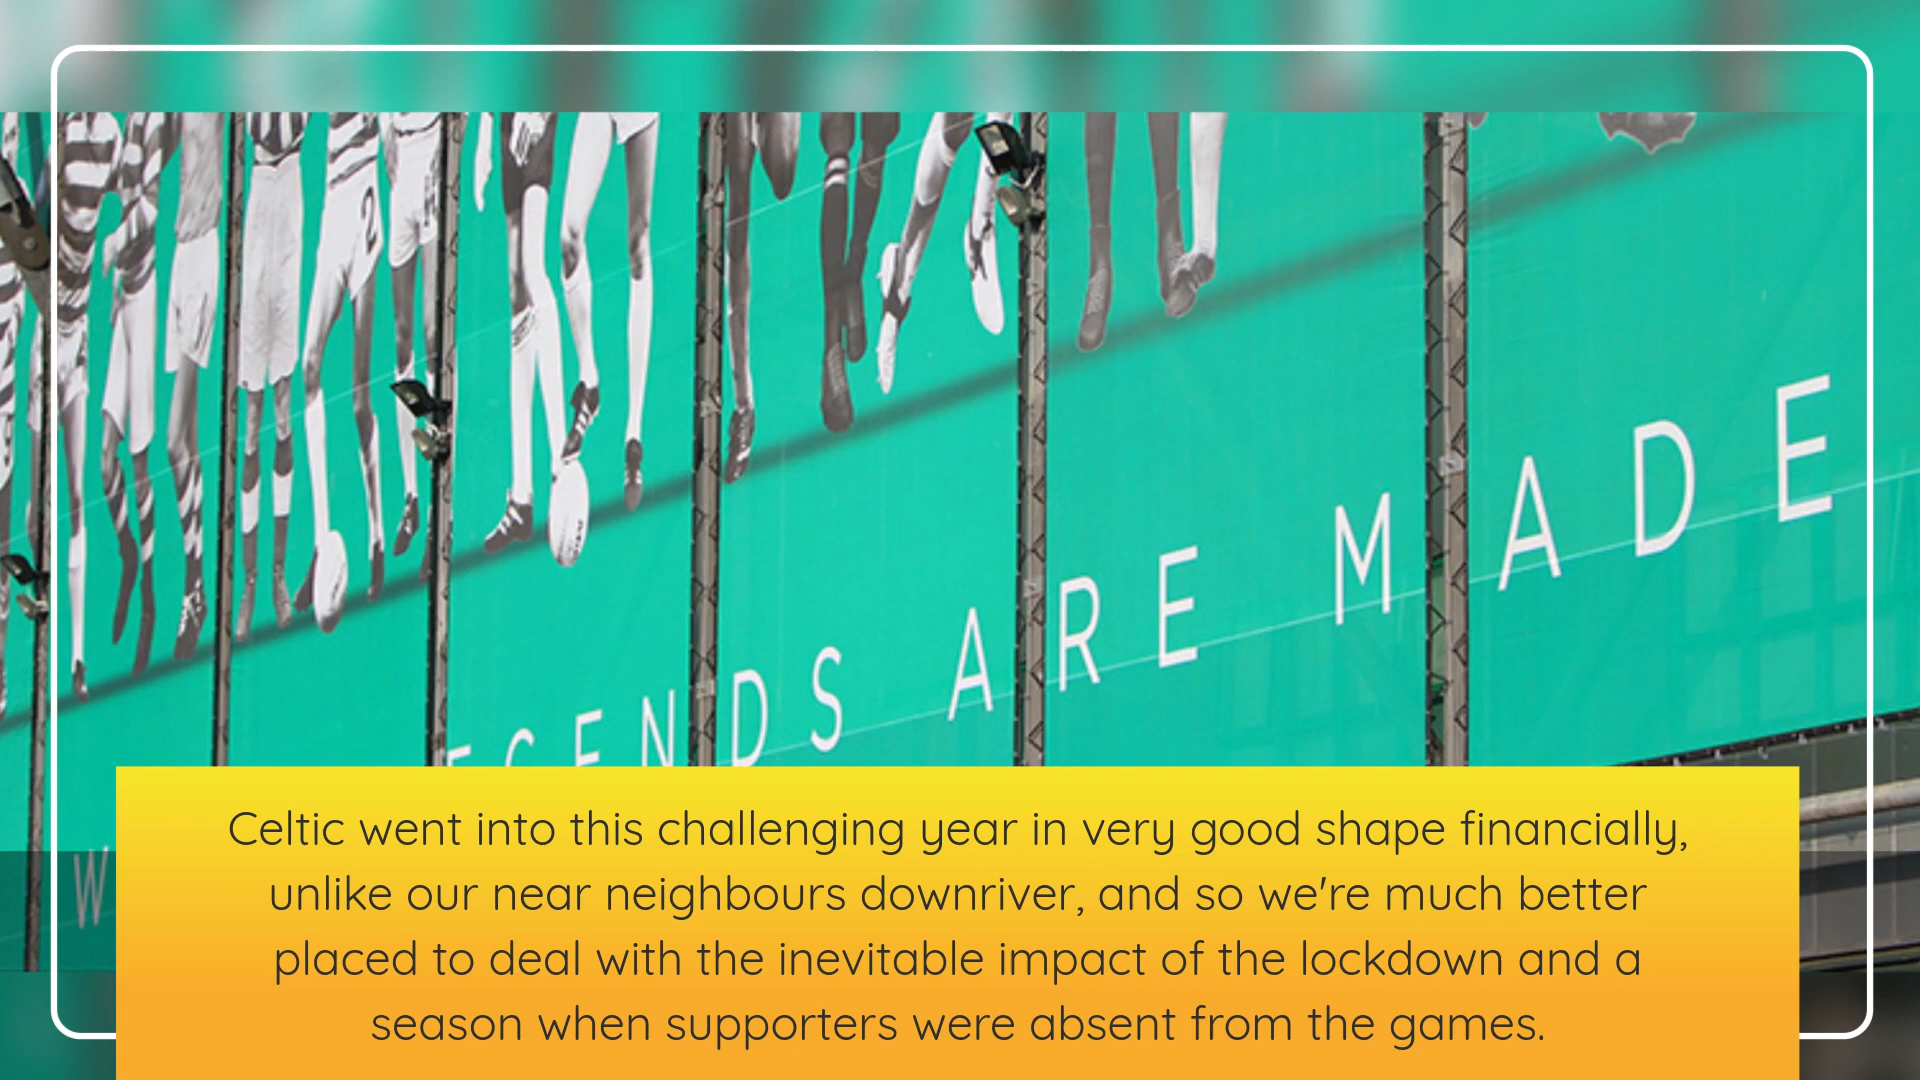 2
W
ENDS ARE MADE
Celtic went into this challenging year in very good shape financially,
unlike our near neighbours downriver, and so we're much better
placed to deal with the inevitable impact of the lockdown and a
season when supporters were absent from the games.